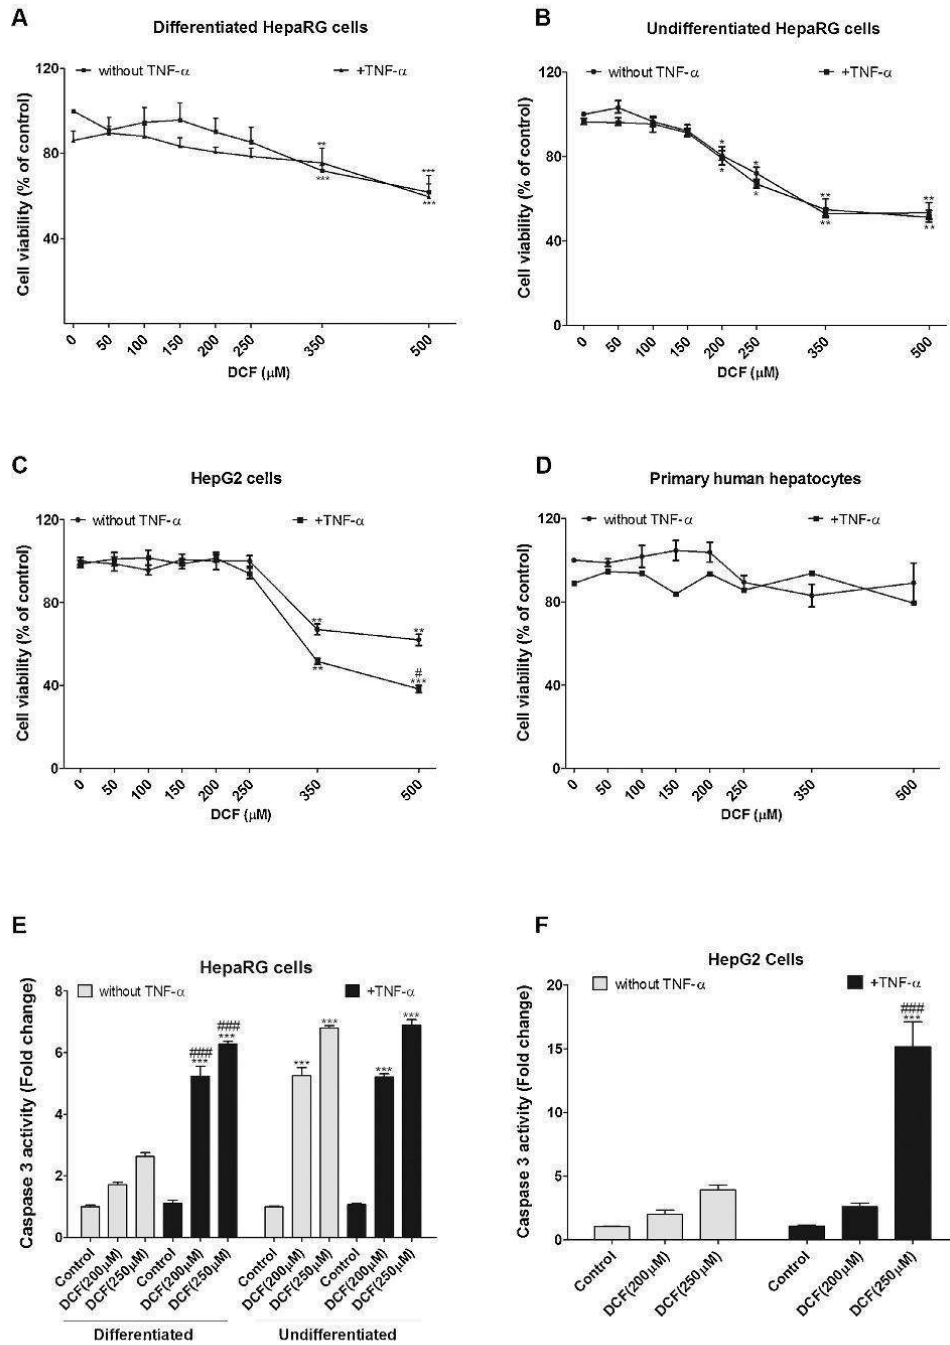 A
Differentiated HepaRG cells
120
80
40
without TNF-α
+TNF-α
**
***
***
***
Cell viability (% of control)
0 50 100 150 200 250 350 500
DCF (μM)
B
Undifferentiated HepaRG cells
120
80
40
0
without TNF-α
+TNF-α
* * ** **
* * ** **
Cell viability (% of control)
0 50 100 150 200 250 350 500
DCF (μM)
C
HepG2 cells
120
80
40
0
without TNF-α
+TNF-α
** **
#
** ***
Cell viability (% of control)
0 50 100 150 200 250 350 500
DCF (μM)
D
Primary human hepatocytes
120
80
40
0
without TNF-α
+TNF-α
Cell viability (% of control)
0 50 100 150 200 250 350 500
DCF (μM)
E
HepaRG cells
8
6
4
2
0
without TNF-α
+TNF-α
###
***
###
***
***
***
***
***
Caspase 3 activity (Fold change)
Control DCF(200μM) DCF(250μM) Control DCF(200μM) DCF(250μM) Control DCF(200μM) DCF(250μM) Control DCF(200μM) DCF(250μM)
Differentiated Undifferentiated
F
HepG2 Cells
20
15
10
5
0
without TNF-α
+TNF-α
###
***
Caspase 3 activity (Fold change)
Control DCF(200μM) DCF(250μM) Control DCF(200μM) DCF(250μM)